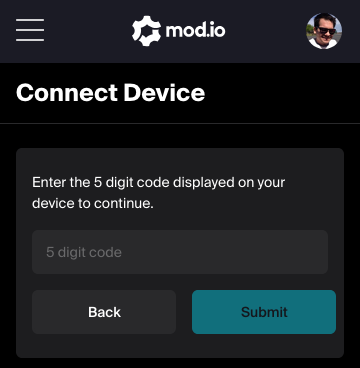 mod.io
Connect Device
Enter the 5 digit code displayed on your
device to continue.
5 digit code
Back
Submit